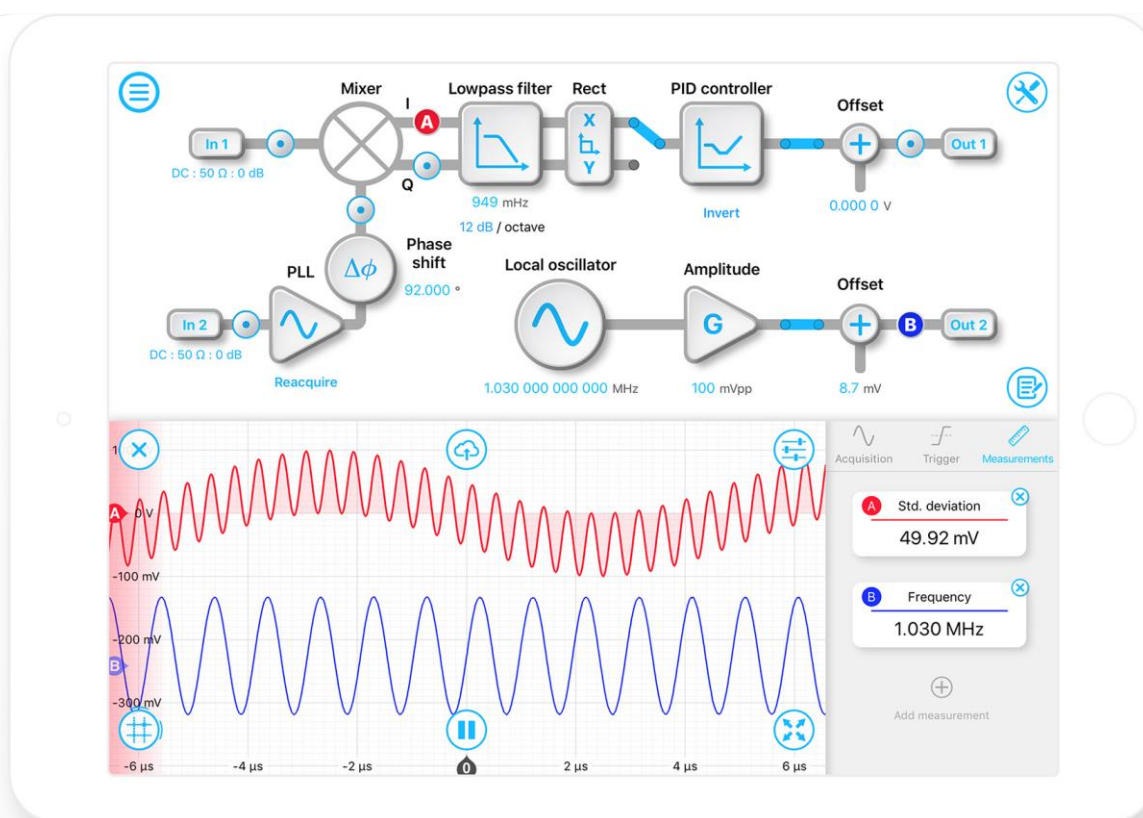 Mixer
Lowpass filter
Rect
PID controller
Offset
I
A
X
In 1
Out 1
DC : 50 Ω : 0 dB
Y
Q
949 mHz
12 dB / octave
Invert
0.000 0 V
Phase
shift
PLL
Δϕ
Local oscillator
Amplitude
Offset
92.000 °
In 2
G
B
Out 2
DC : 50 Ω : 0 dB
Reacquire
1.030 000 000 000 MHz
100 mVpp
8.7 mV
Acquisition
Trigger
Measurements
A
0 V
A
Std. deviation
49.92 mV
-100 mV
B
Frequency
1.030 MHz
-200 mV
B
-300 mV
Add measurement
-6 µs
-4 µs
-2 µs
0
2 µs
4 µs
6 µs